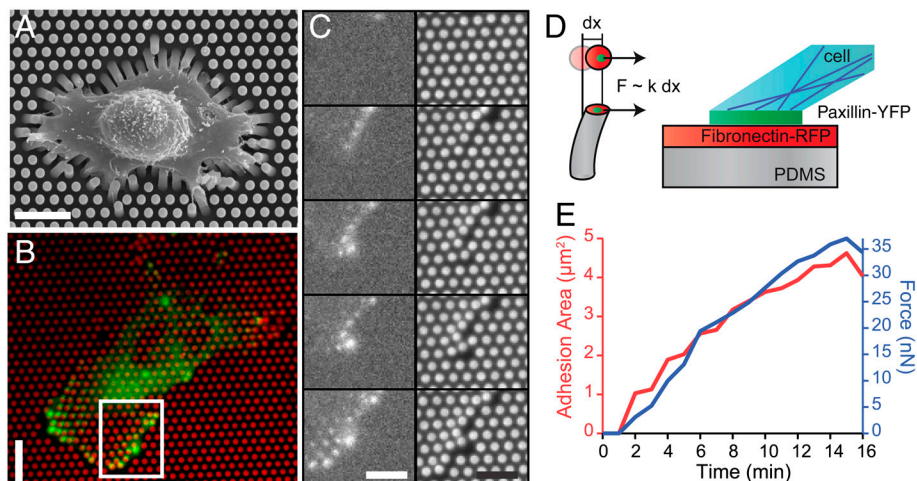 A
B
C
D
dx
F ~ k dx
cell
Paxillin-YFP
Fibronectin-RFP
PDMS
E
Adhesion Area (μm²)
5
4
3
2
1
0
35
30
25
20
15
10
5
0
Force (nN)
2 4 6 8 10 12 14 16
Time (min)